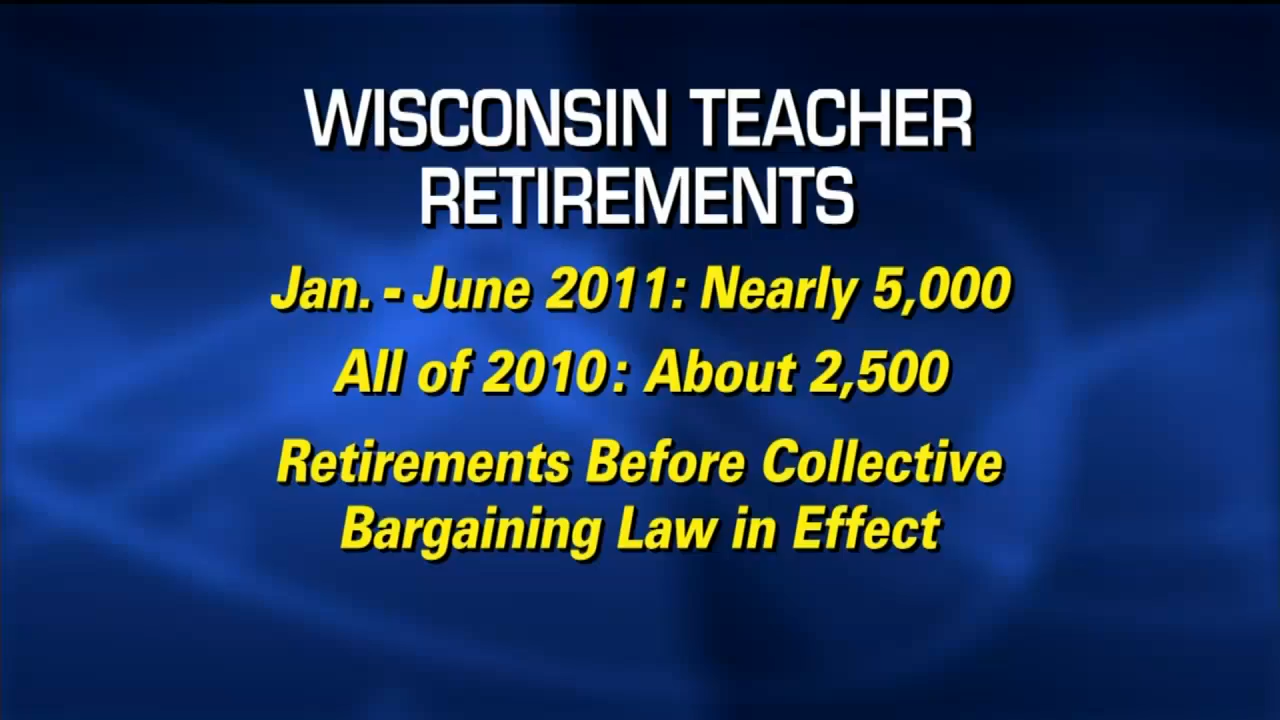 WISCONSIN TEACHER
RETIREMENTS
Jan. - June 2011: Nearly 5,000
All of 2010: About 2,500
Retirements Before Collective
Bargaining Law in Effect